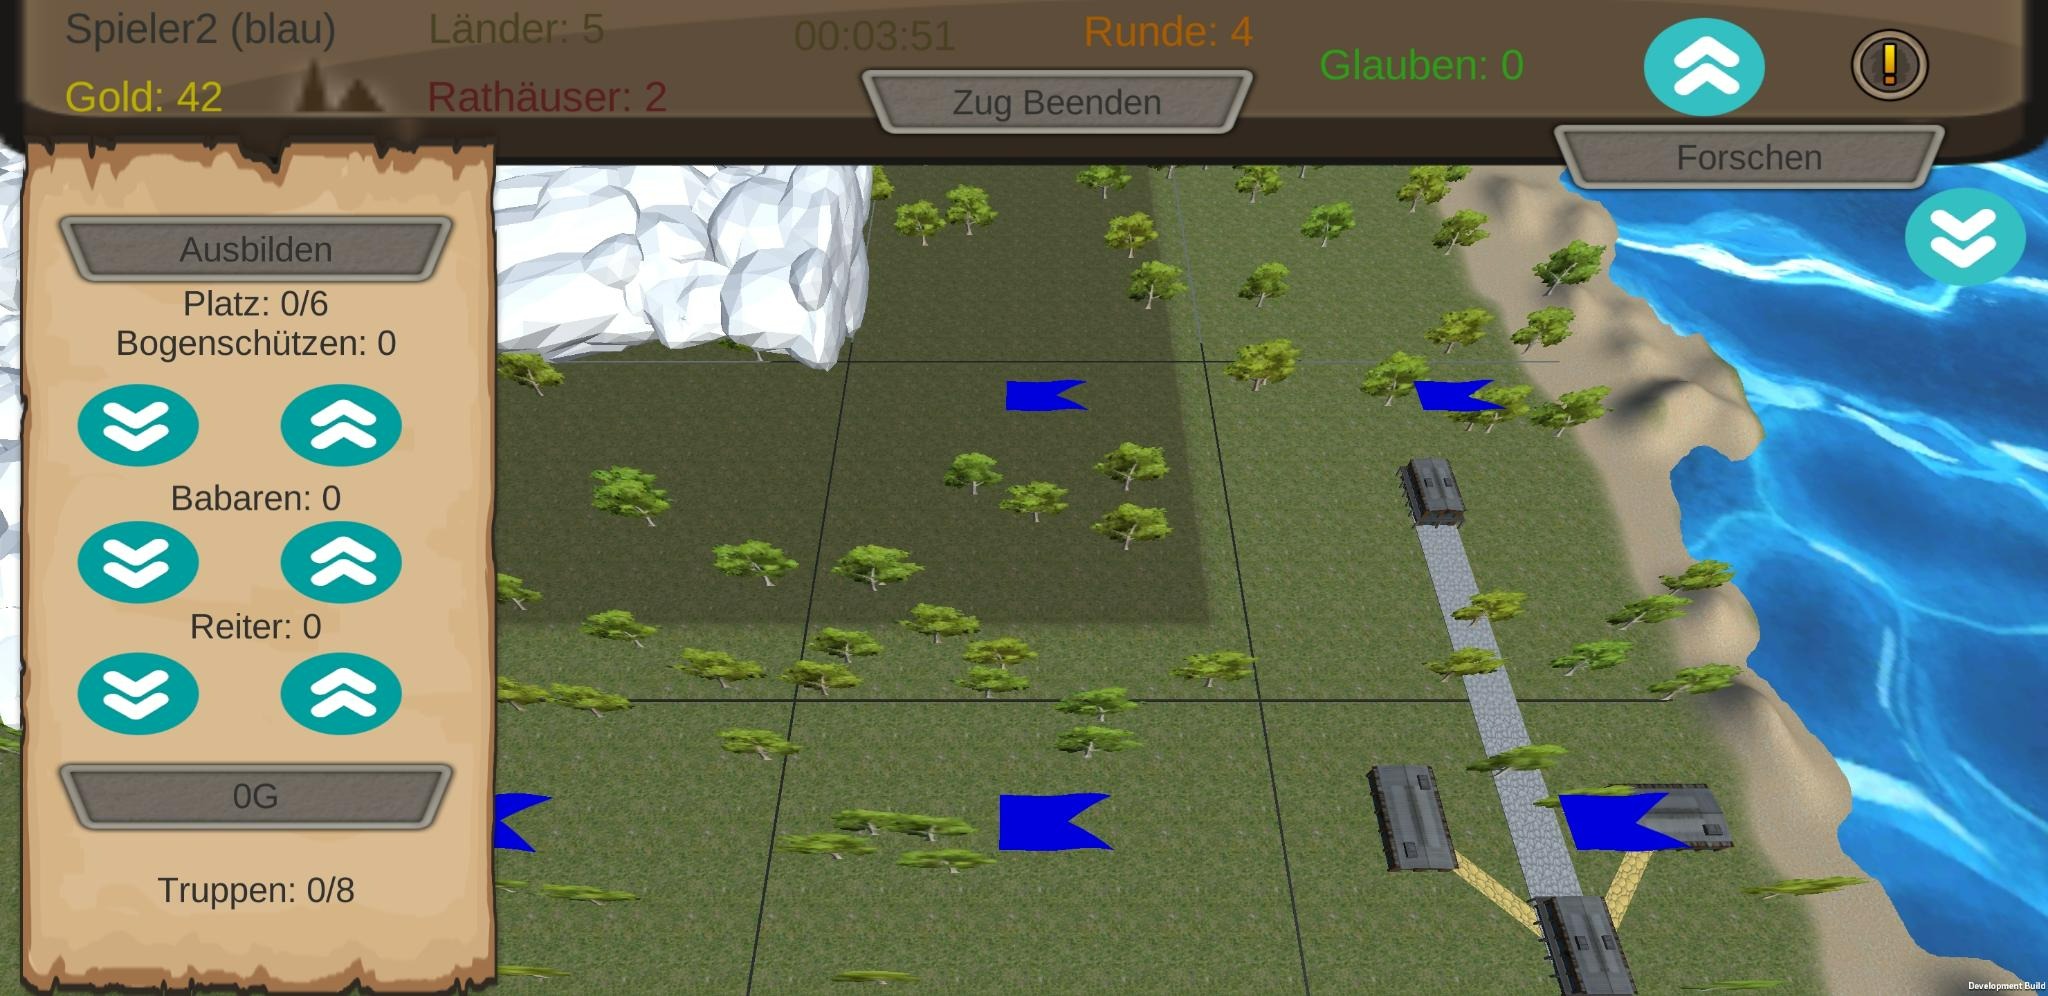 Spieler2 (blau)
Länder: 5
00:03:51
Runde: 4
Glauben: 0
Gold: 42
Rathäuser: 2
Zug Beenden
Forschen
Ausbilden
Platz: 0/6
Bogenschützen: 0
Babaren: 0
Reiter: 0
0G
Truppen: 0/8
Development Build